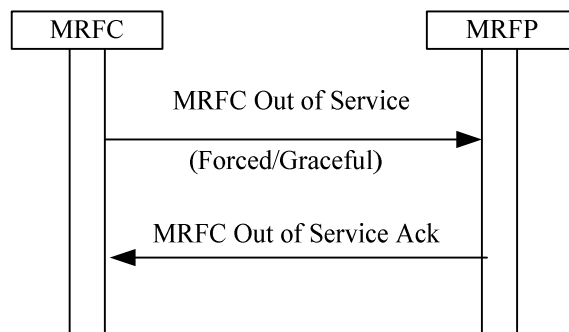 MRFC
MRFP
MRFC Out of Service
(Forced/Graceful)
MRFC Out of Service Ack